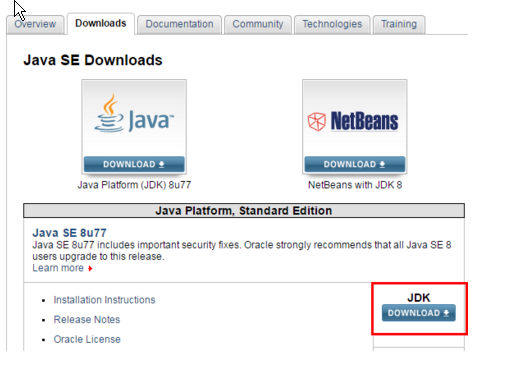 Overview Downloads Documentation Community Technologies Training
Java SE Downloads
Java™ NetBeans
DOWNLOAD DOWNLOAD
Java Platform (JDK) 8u77 NetBeans with JDK 8
Java Platform, Standard Edition
Java SE 8u77
Java SE 8u77 includes important security fixes. Oracle strongly recommends that all Java SE 8
users upgrade to this release.
Learn more
Installation Instructions
JDK
DOWNLOAD
Release Notes
Oracle License